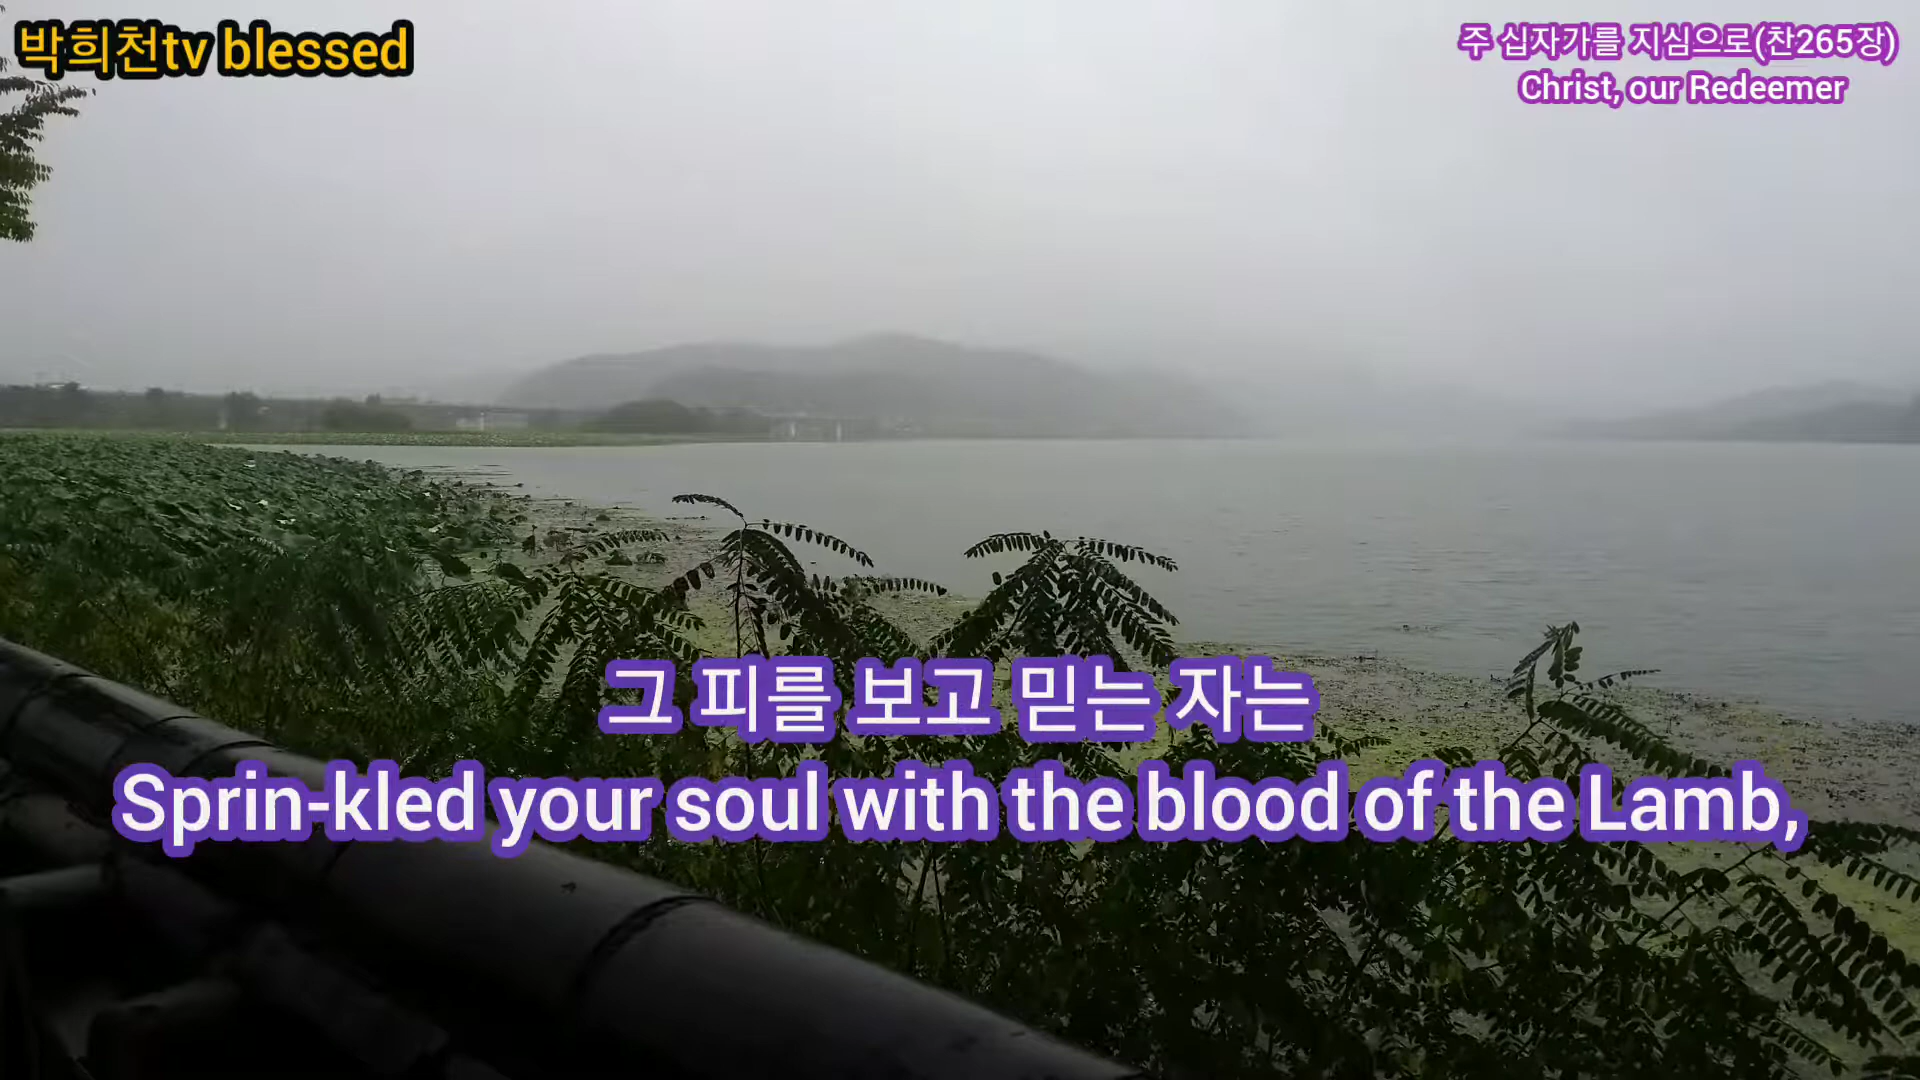 박희천tv blessed
주 십자가를 지심으로(찬265장)
Christ, our Redeemer
그 피를 보고 믿는 자는
Sprin-kled your soul with the blood of the Lamb,